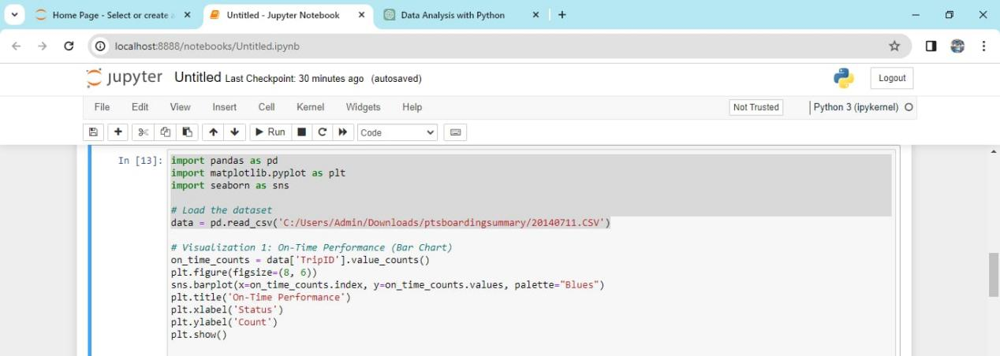 Home Page - Select or create a
Untitled - Jupyter Notebook
Data Analysis with Python
localhost:8888/notebooks/Untitled.ipynb
jupyter Untitled Last Checkpoint: 30 minutes ago (autosaved)
Logout
File Edit View Insert Cell Kernel Widgets Help
Not Trusted
Python 3 (ipykernel)
Run
Code
In [13]:
import pandas as pd
import matplotlib.pyplot as plt
import seaborn as sns
# Load the dataset
data = pd.read_csv('C:/Users/Admin/Downloads/ptsboardingsummary/20140711.CSV')
# Visualization 1: On-Time Performance (Bar Chart)
on_time_counts = data['TripID'].value_counts()
plt.figure(figsize=(8, 6))
sns.barplot(x=on_time_counts.index, y=on_time_counts.values, palette="Blues")
plt.title('On-Time Performance')
plt.xlabel('Status')
plt.ylabel('Count')
plt.show()